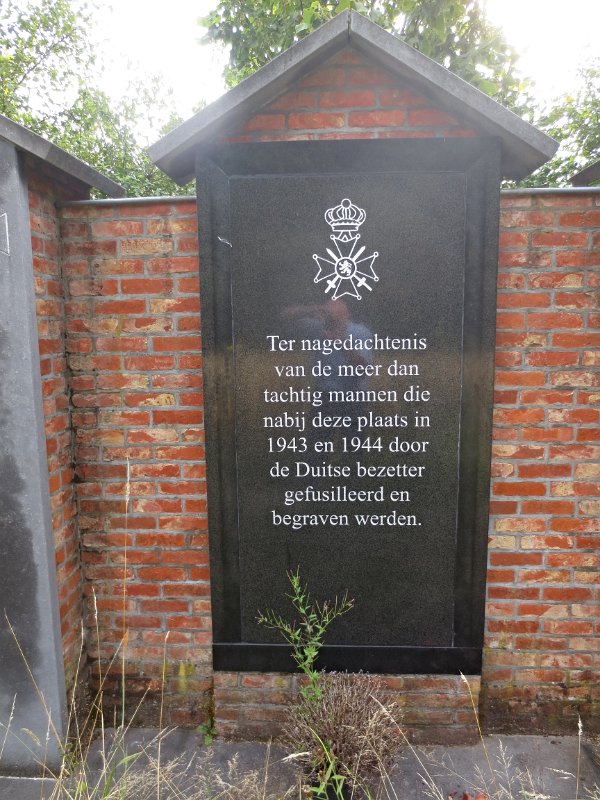 Ter nagedachtenis
van de meer dan
tachtig mannen die
nabij deze plaats in
1943 en 1944 door
de Duitse bezetter
gefusilleerd en
begraven werden.